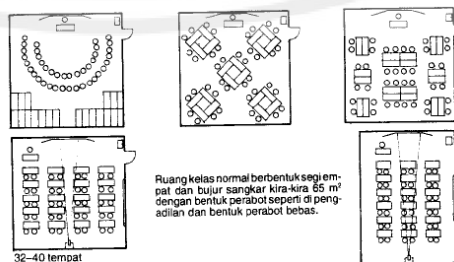 Ruang kelas normal berbentuk segi em-
pat dan bujur sangkar kira-kira 65 m²
dengan bentuk perabot seperti di peng-
adilan dan bentuk perabot bebas.
32-40 tempat